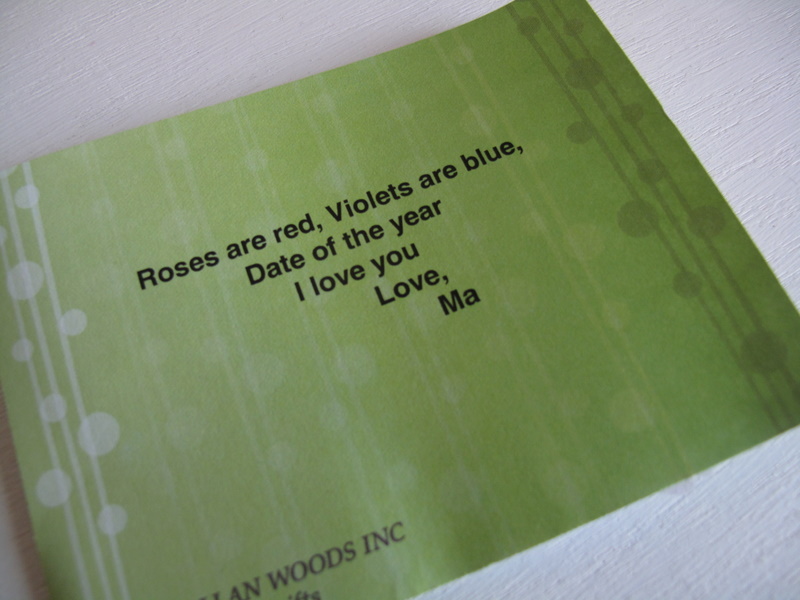 Roses are red, Violets are blue,
Date of the year
I love you
Love,
Ma
WOODS INC